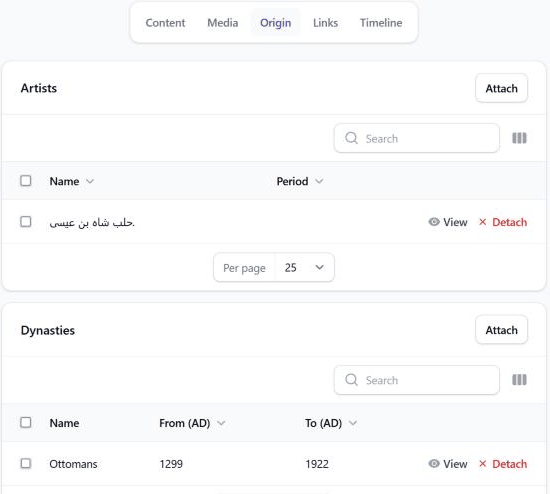 Content Media Origin Links Timeline
Artists Attach
Search
Name Period
حلب شاه بن عيسى. View Detach
Per page 25
Dynasties Attach
Search
Name From (AD) To (AD)
Ottomans 1299 1922 View Detach